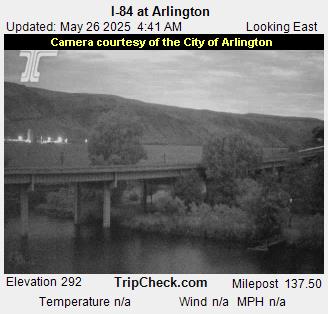 I-84 at Arlington
Updated: May 26 2025 4:41 AM Looking East
Camera courtesy of the City of Arlington
Elevation 292 TripCheck.com Milepost 137.50
Temperature n/a Wind n/a MPH n/a